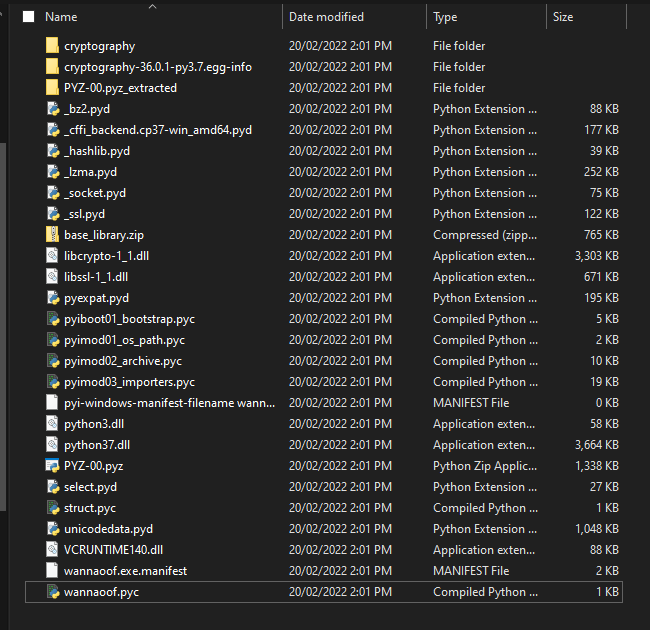 Name Date modified Type Size
cryptography 20/02/2022 2:01 PM File folder
cryptography-36.0.1-py3.7.egg-info 20/02/2022 2:01 PM File folder
PYZ-00.pyz_extracted 20/02/2022 2:01 PM File folder
_bz2.pyd 20/02/2022 2:01 PM Python Extension ... 88 KB
_cffi_backend.cp37-win_amd64.pyd 20/02/2022 2:01 PM Python Extension ... 177 KB
_hashlib.pyd 20/02/2022 2:01 PM Python Extension ... 39 KB
_lzma.pyd 20/02/2022 2:01 PM Python Extension ... 252 KB
_socket.pyd 20/02/2022 2:01 PM Python Extension ... 75 KB
_ssl.pyd 20/02/2022 2:01 PM Python Extension ... 122 KB
base_library.zip 20/02/2022 2:01 PM Compressed (zipp... 765 KB
libcrypto-1_1.dll 20/02/2022 2:01 PM Application exten... 3,303 KB
libssl-1_1.dll 20/02/2022 2:01 PM Application exten... 671 KB
pyexpat.pyd 20/02/2022 2:01 PM Python Extension ... 195 KB
pyiboot01_bootstrap.pyc 20/02/2022 2:01 PM Compiled Python ... 5 KB
pyimod01_os_path.pyc 20/02/2022 2:01 PM Compiled Python ... 2 KB
pyimod02_archive.pyc 20/02/2022 2:01 PM Compiled Python ... 10 KB
pyimod03_importers.pyc 20/02/2022 2:01 PM Compiled Python ... 19 KB
pyi-windows-manifest-filename wann... 20/02/2022 2:01 PM MANIFEST File 0 KB
python3.dll 20/02/2022 2:01 PM Application exten... 58 KB
python37.dll 20/02/2022 2:01 PM Application exten... 3,664 KB
PYZ-00.pyz 20/02/2022 2:01 PM Python Zip Applic... 1,338 KB
select.pyd 20/02/2022 2:01 PM Python Extension ... 27 KB
struct.pyc 20/02/2022 2:01 PM Compiled Python ... 1 KB
unicodedata.pyd 20/02/2022 2:01 PM Python Extension ... 1,048 KB
VCRUNTIME140.dll 20/02/2022 2:01 PM Application exten... 88 KB
wannaoof.exe.manifest 20/02/2022 2:01 PM MANIFEST File 2 KB
wannaoof.pyc 20/02/2022 2:01 PM Compiled Python ... 1 KB